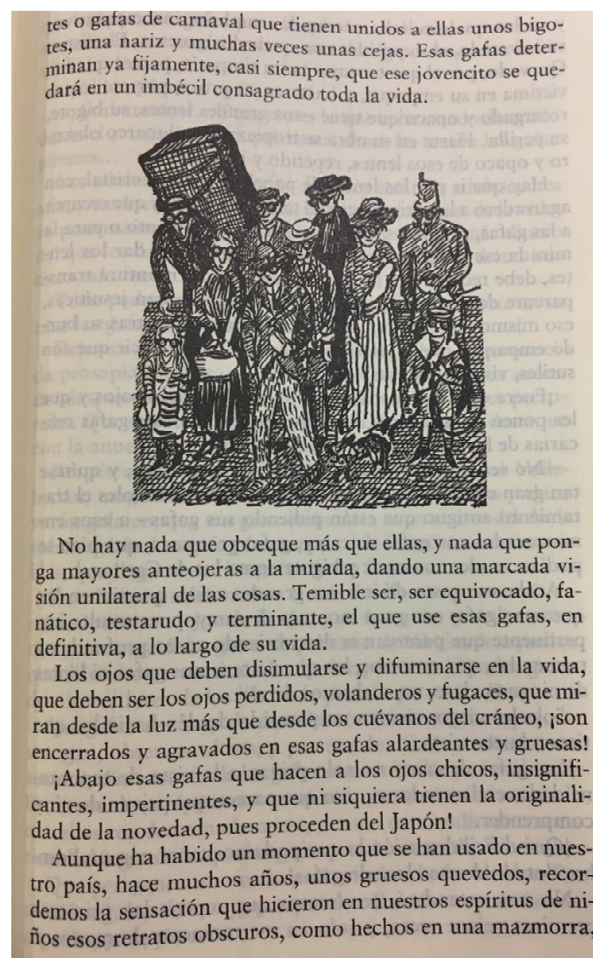 tes o gafas de carnaval que tienen unidos a ellas unos bigo-
tes, una nariz y muchas veces unas cejas. Esas gafas deter-
minan ya fijamente, casi siempre, que ese jovencito se que-
dará en un imbécil consagrado toda la vida.
No hay nada que obceque más que ellas, y nada que pon-
ga mayores anteojeras a la mirada, dando una marcada vi-
sión unilateral de las cosas. Temible ser, ser equivocado, fa-
nático, testarudo y terminante, el que use esas gafas, en
definitiva, a lo largo de su vida.
Los ojos que deben disimularse y difuminarse en la vida,
que deben ser los ojos perdidos, volanderos y fugaces, que mi-
ran desde la luz más que desde los cuévanos del cráneo, ¡son
encerrados y agravados en esas gafas alardeantes y gruesas!
¡Abajo esas gafas que hacen a los ojos chicos, insignifi-
cantes, impertinentes, y que ni siquiera tienen la originali-
dad de la novedad, pues proceden del Japón!
Aunque ha habido un momento que se han usado en nues-
tro país, hace muchos años, unos gruesos quevedos, recor-
demos la sensación que hicieron en nuestros espíritus de ni-
ños esos retratos obscuros, como hechos en una mazmorra,